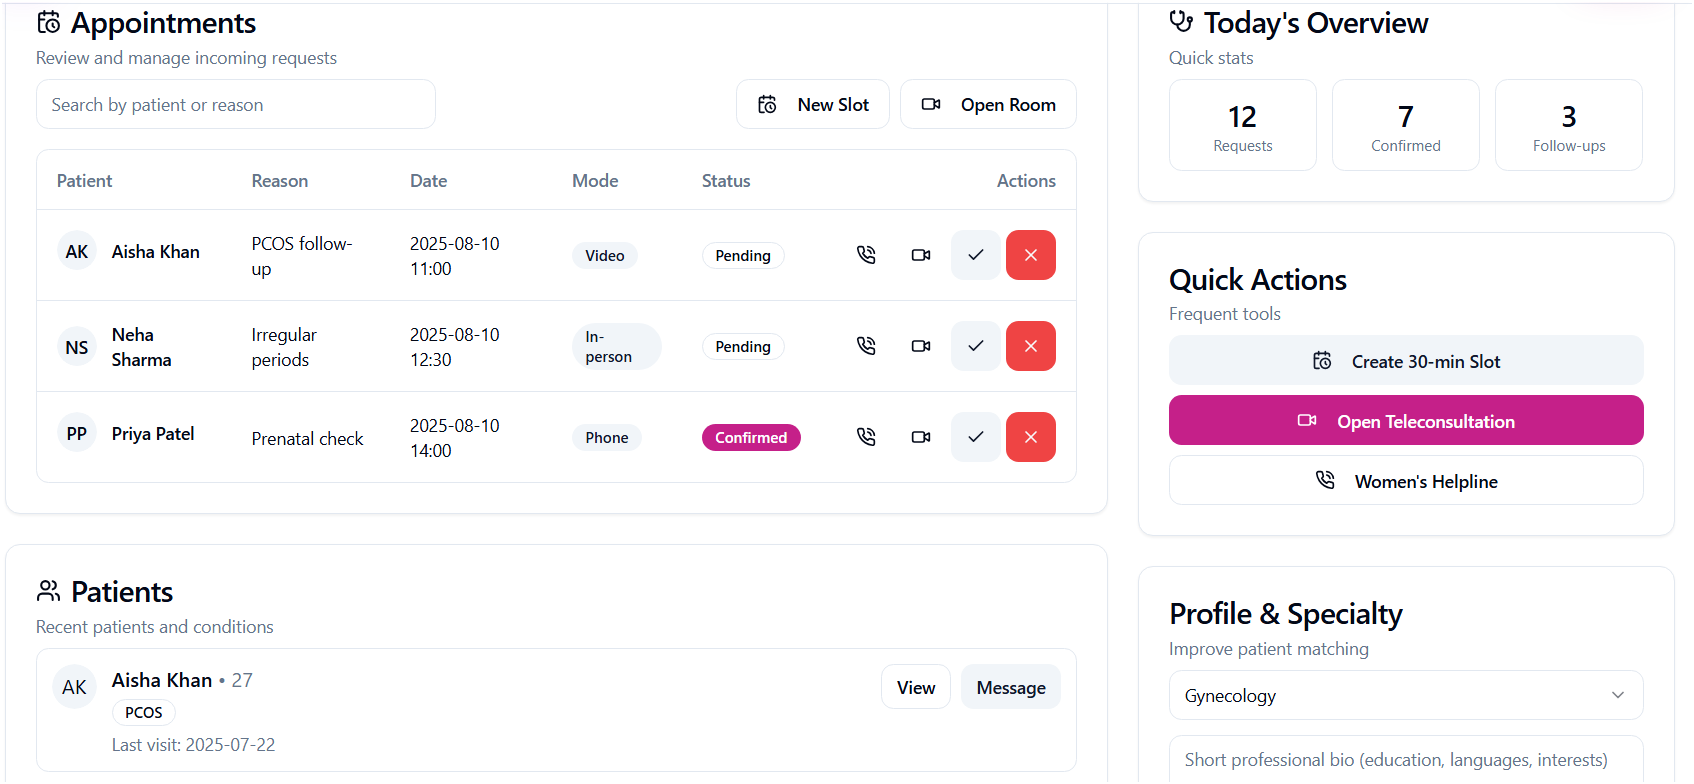 Appointments
Review and manage incoming requests
Search by patient or reason
New Slot
Open Room
Patient Reason Date Mode Status Actions
AK Aisha Khan PCOS follow-
up 2025-08-10
11:00 Video Pending
NS Neha
Sharma Irregular
periods 2025-08-10
12:30 In-
person Pending
PP Priya Patel Prenatal check 2025-08-10
14:00 Phone Confirmed
Patients
Recent patients and conditions
AK Aisha Khan • 27
PCOS
Last visit: 2025-07-22
View Message
Today's Overview
Quick stats
12
Requests
7
Confirmed
3
Follow-ups
Quick Actions
Frequent tools
Create 30-min Slot
Open Teleconsultation
Women's Helpline
Profile & Specialty
Improve patient matching
Gynecology
Short professional bio (education, languages, interests)